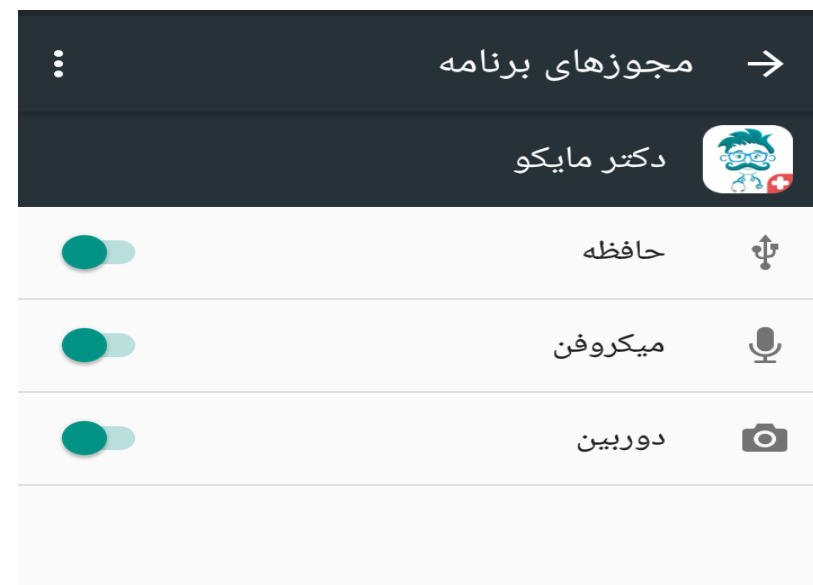 مجوزهای برنامه
دکتر مایکو
حافظه
میکروفن
دوربین